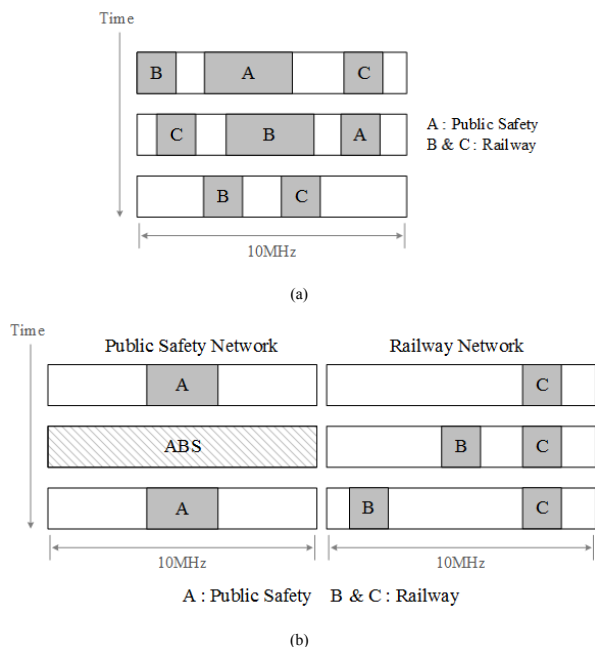 Time
B A C
C B A
A : Public Safety
B & C : Railway
B C
10MHz
(a)
Time
Public Safety Network Railway Network
A C
ABS B C
A B C
10MHz 10MHz
A : Public Safety B & C : Railway
(b)